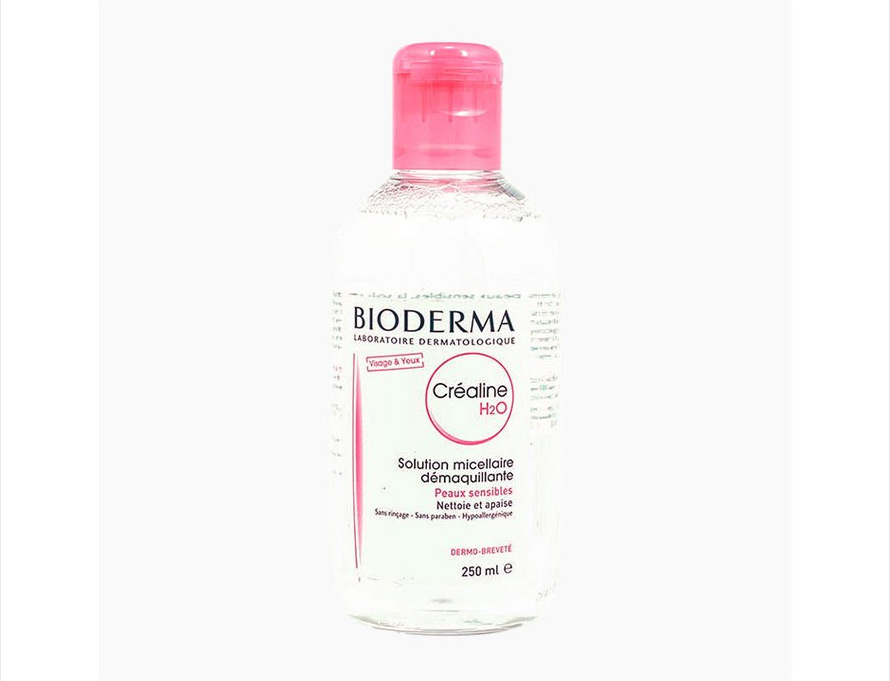 BIODERMA
LABORATOIRE DERMATOLOGIQUE
Visage & Yeux
Créaline
H2O
Solution micellaire
démaquillante
Peaux sensibles
Nettoie et apaise
Sans rinçage - Sans paraben - Hypoallergénique
DERMO-BREVETÉ
250 ml e